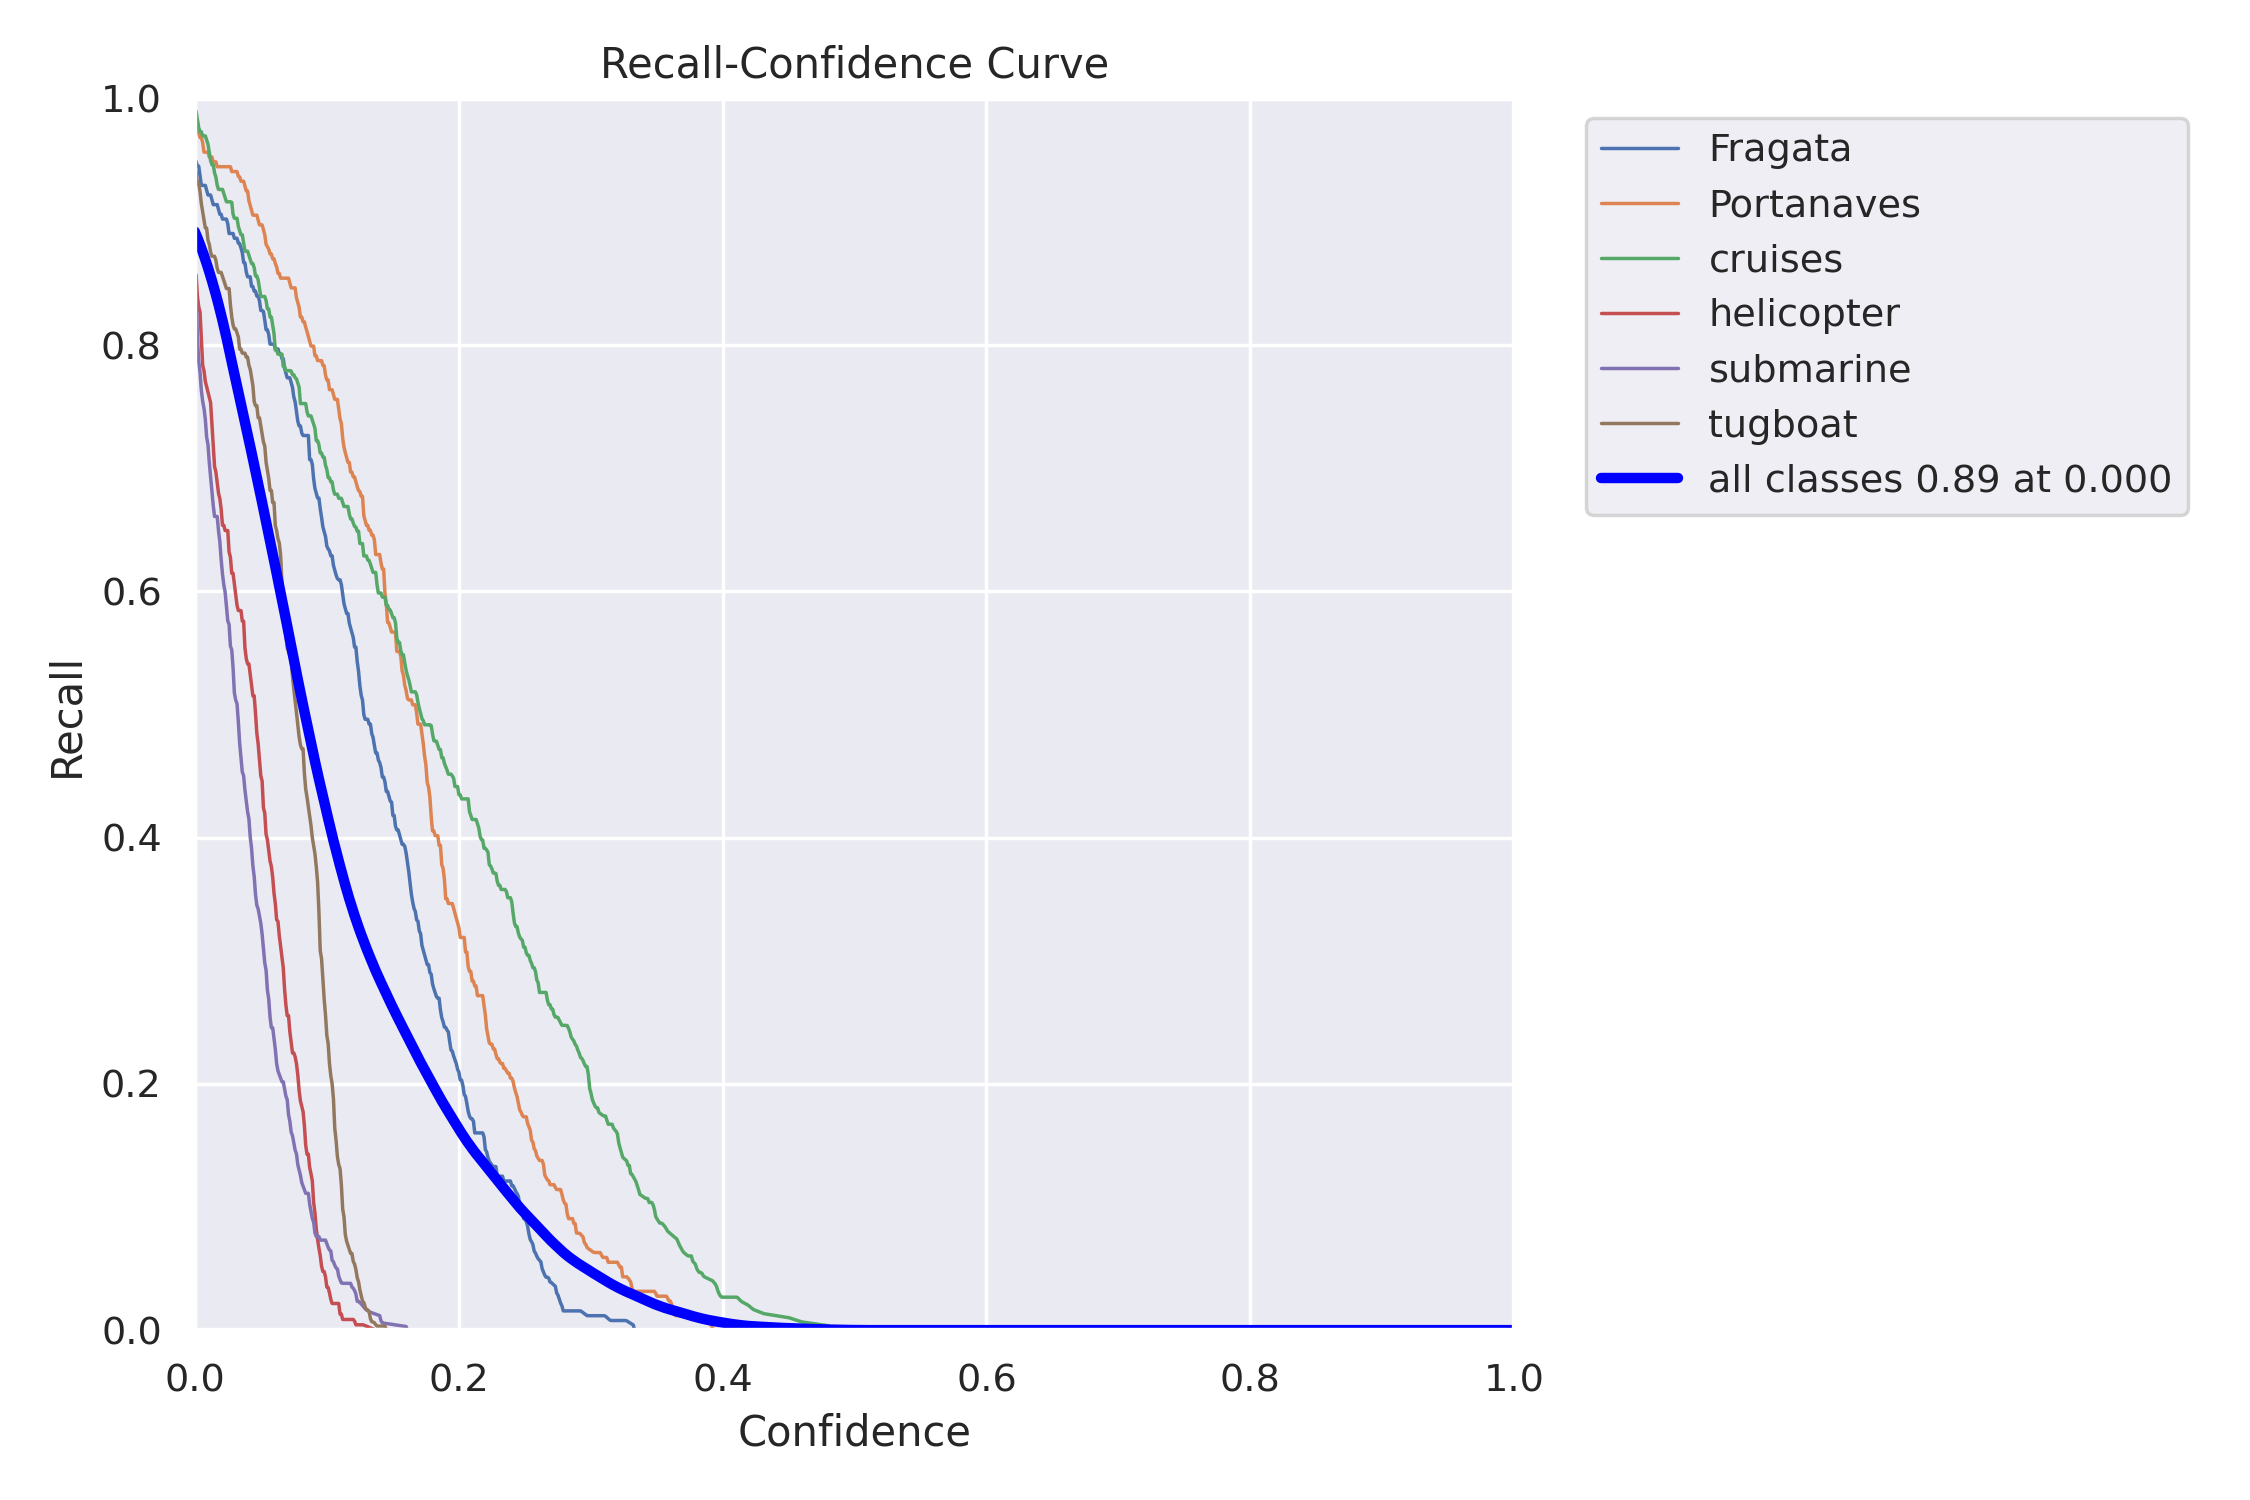 Recall-Confidence Curve
1.0
0.8
0.6
0.4
0.2
0.0
Recall
0.0 0.2 0.4 0.6 0.8 1.0
Confidence
Fragata
Portanaves
cruises
helicopter
submarine
tugboat
all classes 0.89 at 0.000